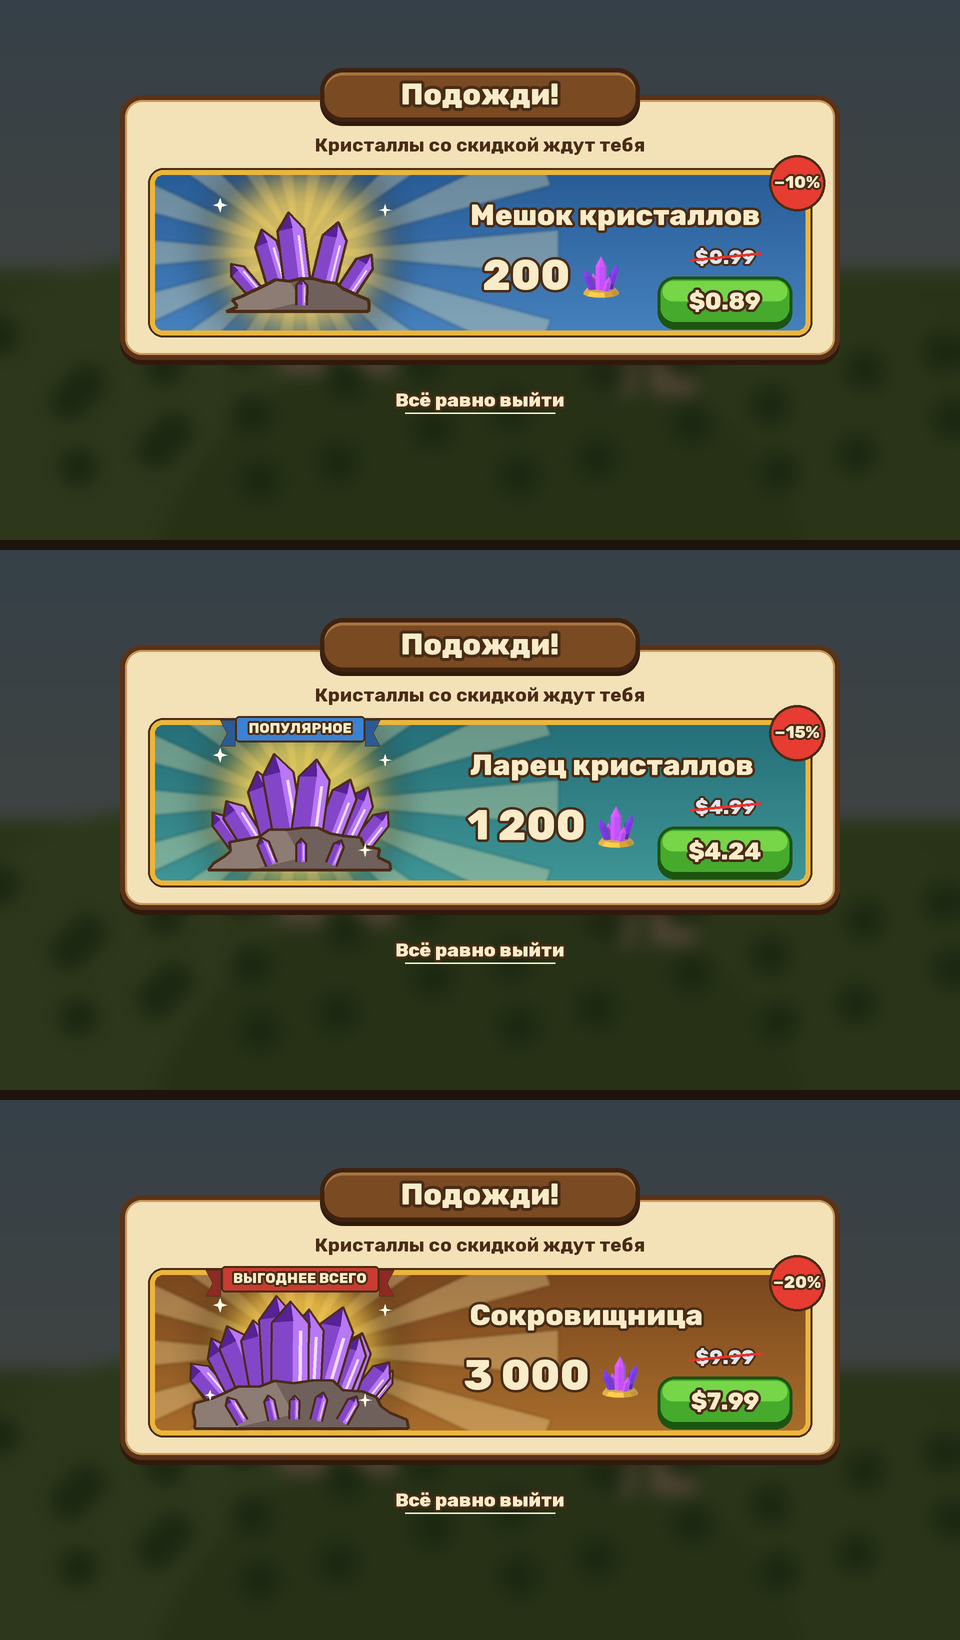 Подожди!
Кристаллы со скидкой ждут тебя
−10%
Мешок кристаллов
$0.99
200
$0.89
Всё равно выйти
Подожди!
Кристаллы со скидкой ждут тебя
ПОПУЛЯРНОЕ
−15%
Ларец кристаллов
$4.99
1 200
$4.24
Всё равно выйти
Подожди!
Кристаллы со скидкой ждут тебя
ВЫГОДНЕЕ ВСЕГО
−20%
Сокровищница
$9.99
3 000
$7.99
Всё равно выйти